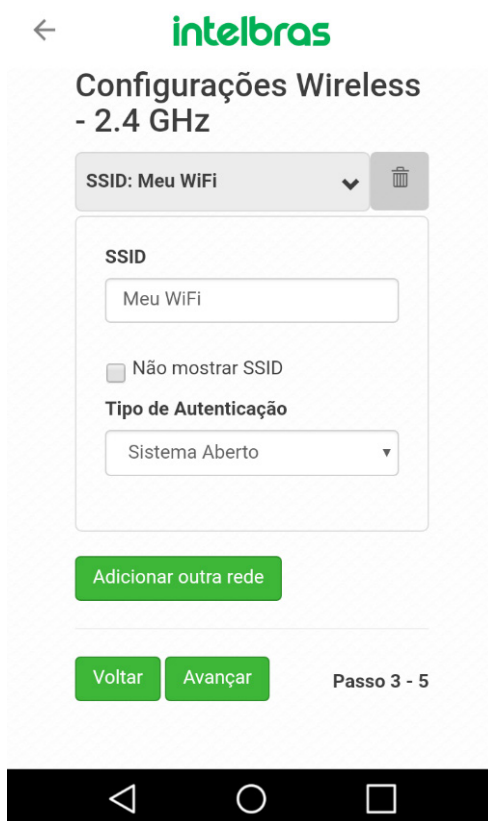 intelbras
Configurações Wireless
- 2.4 GHz
SSID: Meu WiFi
SSID
Meu WiFi
Não mostrar SSID
Tipo de Autenticação
Sistema Aberto
Adicionar outra rede
Voltar
Avançar
Passo 3 - 5